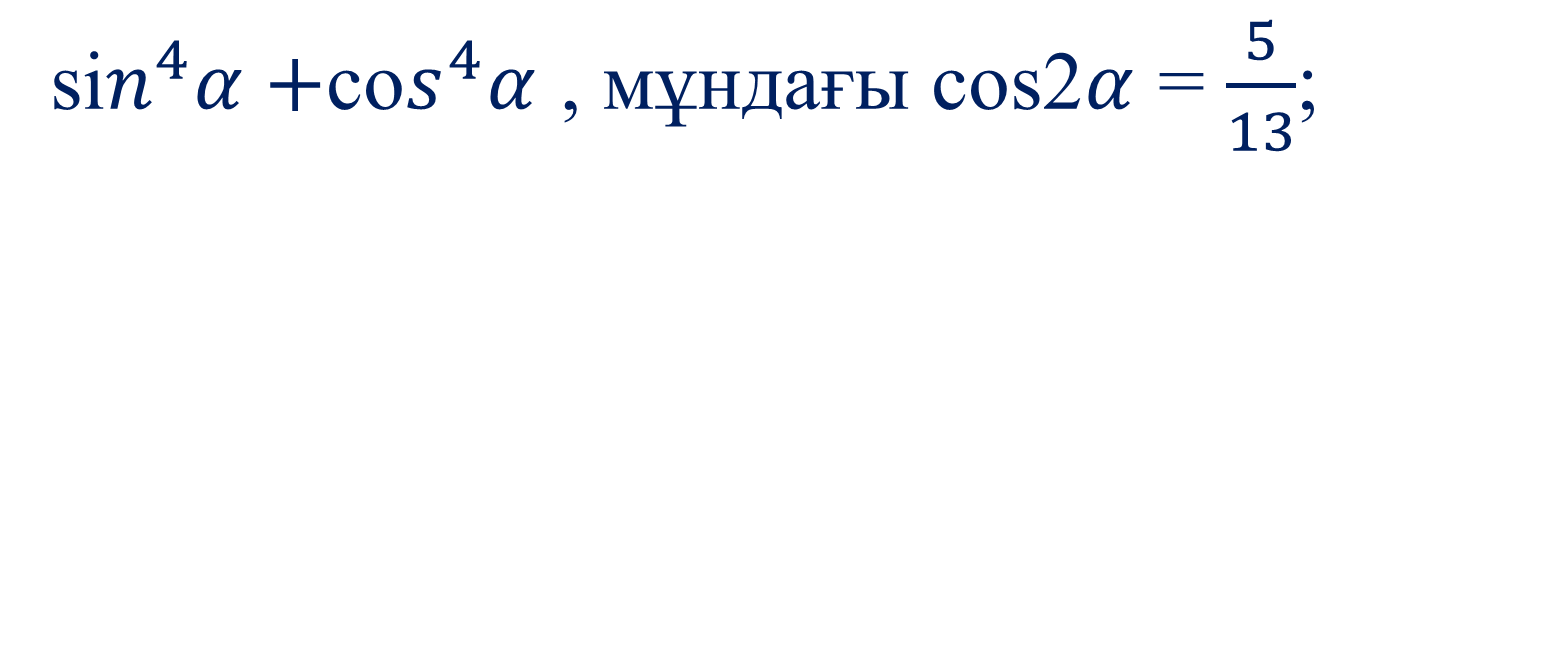 sin⁴α +cos⁴α , мұндағы cos2α = 5/13;